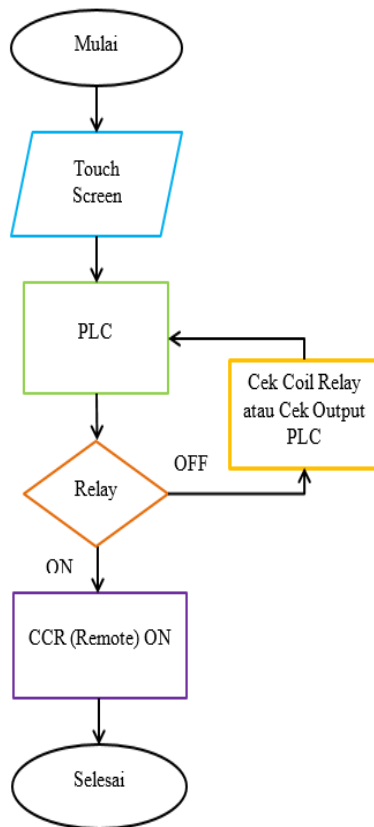 Mulai
Touch
Screen
PLC
Cek Coil Relay
atau Cek Output
PLC
OFF
Relay
ON
CCR (Remote) ON
Selesai